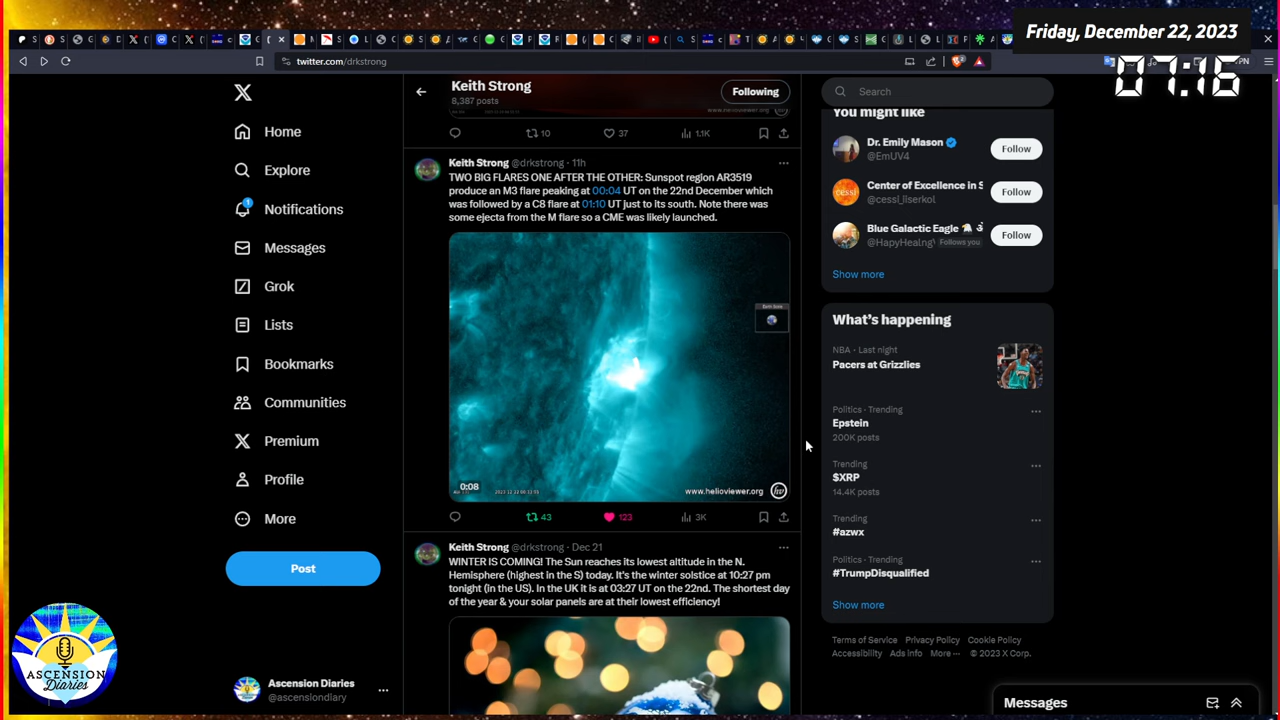 Friday, December 22, 2023
07:16
twitter.com/drkstrong
Keith Strong
8,387 posts
Following
Search
10
37
1.1K
Home
Explore
1
Notifications
Messages
Grok
Lists
Bookmarks
Communities
Premium
Profile
More
Post
Keith Strong @drkstrong · 11h
TWO BIG FLARES ONE AFTER THE OTHER: Sunspot region AR3519
produce an M3 flare peaking at 00:04 UT on the 22nd December which
was followed by a C8 flare at 01:10 UT just to its south. Note there was
some ejecta from the M flare so a CME was likely launched.
0:08
www.helioviewer.org
hv
43
123
3K
Keith Strong @drkstrong · Dec 21
WINTER IS COMING! The Sun reaches its lowest altitude in the N.
Hemisphere (highest in the S) today. It's the winter solstice at 10:27 pm
tonight (in the US). In the UK it is at 03:27 UT on the 22nd. The shortest day
of the year & your solar panels are at their lowest efficiency!
You might like
Dr. Emily Mason
@EmUV4
Follow
Center of Excellence in S
@cessi_iiserkol
Follow
Blue Galactic Eagle
@HapyHealng
Follows you
Follow
Show more
What's happening
NBA · Last night
Pacers at Grizzlies
Politics · Trending
Epstein
200K posts
Trending
$XRP
14.4K posts
Trending
#azwx
Politics · Trending
#TrumpDisqualified
Show more
Terms of Service Privacy Policy Cookie Policy
Accessibility Ads info More ··· © 2023 X Corp.
Messages
ASCENSION
Diaries
Ascension Diaries
@ascensiondiary